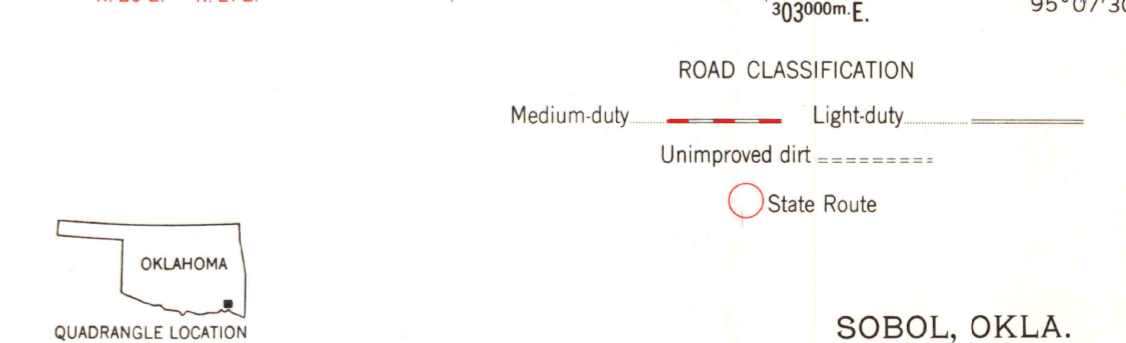 303000m.E.
ROAD CLASSIFICATION
Medium-duty Light-duty
Unimproved dirt
State Route
OKLAHOMA
QUADRANGLE LOCATION
SOBOL, OKLA.